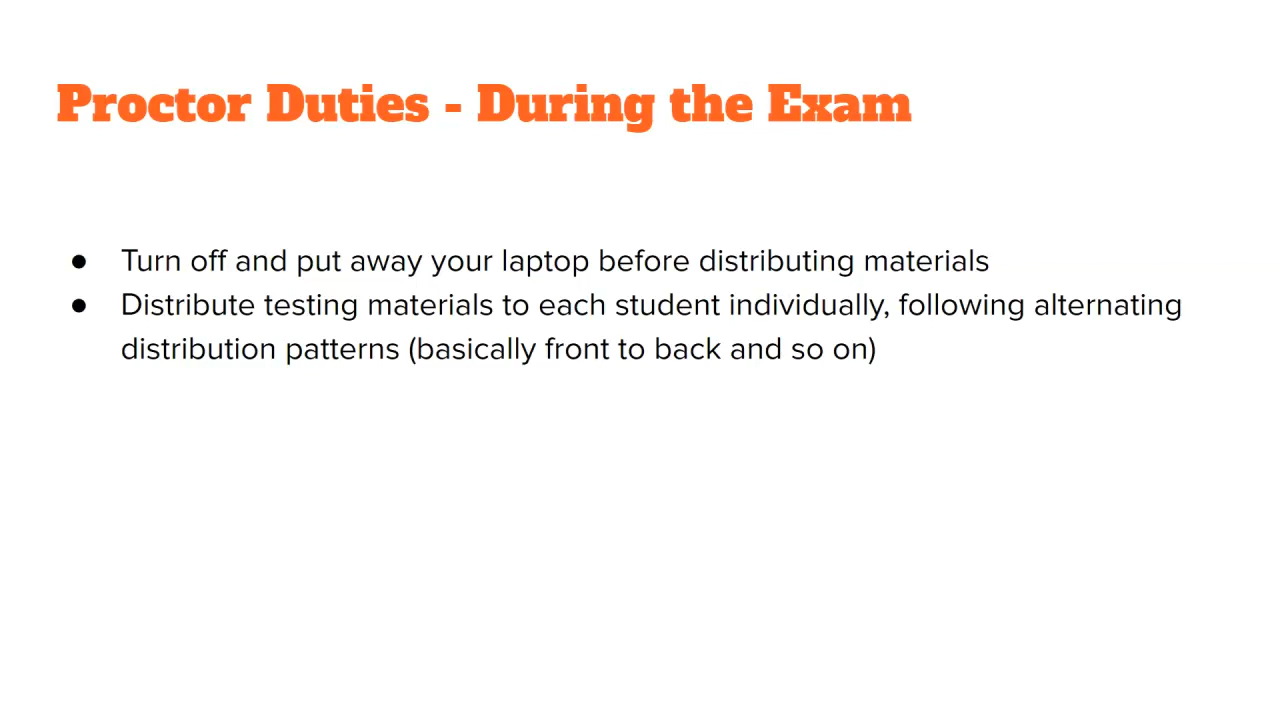 Proctor Duties - During the Exam
● Turn off and put away your laptop before distributing materials
● Distribute testing materials to each student individually, following alternating
distribution patterns (basically front to back and so on)